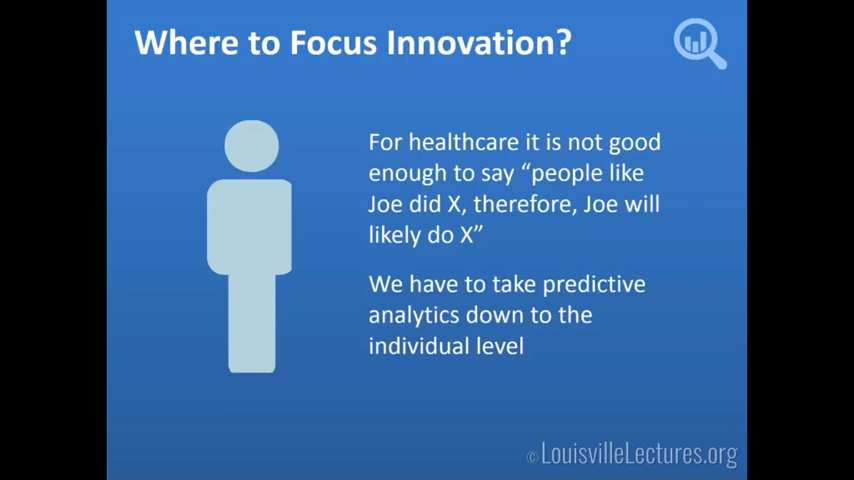 Where to Focus Innovation?
For healthcare it is not good
enough to say “people like
Joe did X, therefore, Joe will
likely do X”
We have to take predictive
analytics down to the
individual level
© LouisvilleLectures.org